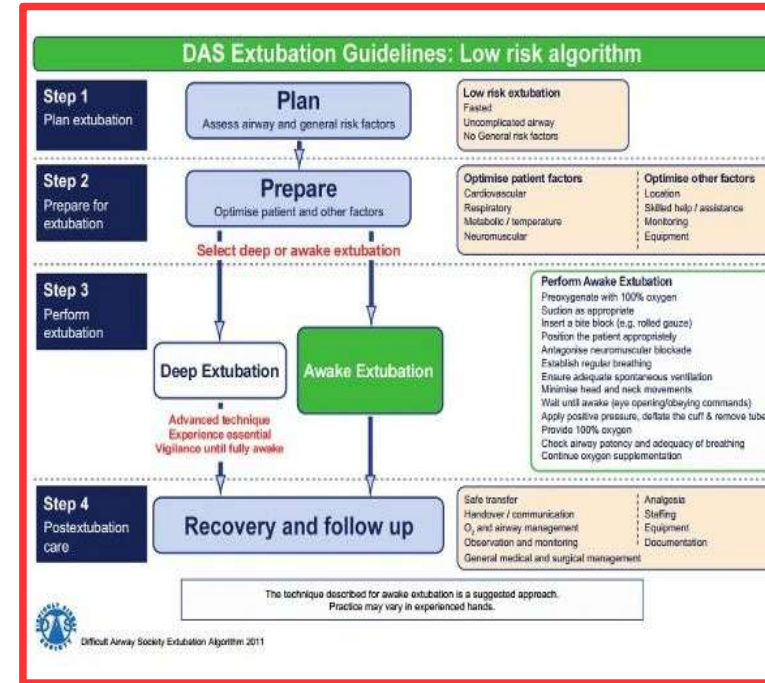 DAS Extubation Guidelines: Low risk algorithm
Step 1
Plan extubation
Plan
Assess airway and general risk factors
Low risk extubation
Fasted
Uncomplicated airway
No General risk factors
Step 2
Prepare for
extubation
Prepare
Optimise patient and other factors
Optimise patient factors
Cardiovascular
Respiratory
Metabolic / temperature
Neuromuscular
Optimise other factors
Location
Skilled help / assistance
Monitoring
Equipment
Select deep or awake extubation
Step 3
Perform
extubation
Deep Extubation
Advanced technique
Experience essential
Vigilance until fully awake
Awake Extubation
Perform Awake Extubation
Preoxygenate with 100% oxygen
Suction as appropriate
Insert a bite block (e.g. rolled gauze)
Position the patient appropriately
Antagonise neuromuscular blockade
Establish regular breathing
Ensure adequate spontaneous ventilation
Minimise head and neck movements
Wait until awake (eye opening/obeying commands)
Apply positive pressure, deflate the cuff & remove tube
Provide 100% oxygen
Check airway patency and adequacy of breathing
Continue oxygen supplementation
Step 4
Postextubation
care
Recovery and follow up
Safe transfer
Handover / communication
O₂ and airway management
Observation and monitoring
General medical and surgical management
Analgesia
Staffing
Equipment
Documentation
The technique described for awake extubation is a suggested approach.
Practice may vary in experienced hands.
DIFFICULT AIRWAY SOCIETY
DAS
Difficult Airway Society Extubation Algorithm 2011